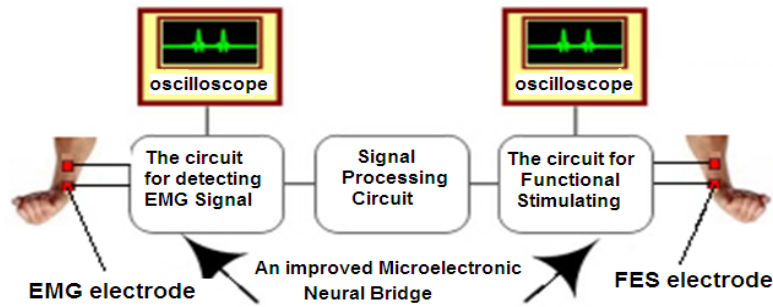 oscilloscope
oscilloscope
The circuit
for detecting
EMG Signal
Signal
Processing
Circuit
The circuit for
Functional
Stimulating
EMG electrode
An improved Microelectronic
Neural Bridge
FES electrode